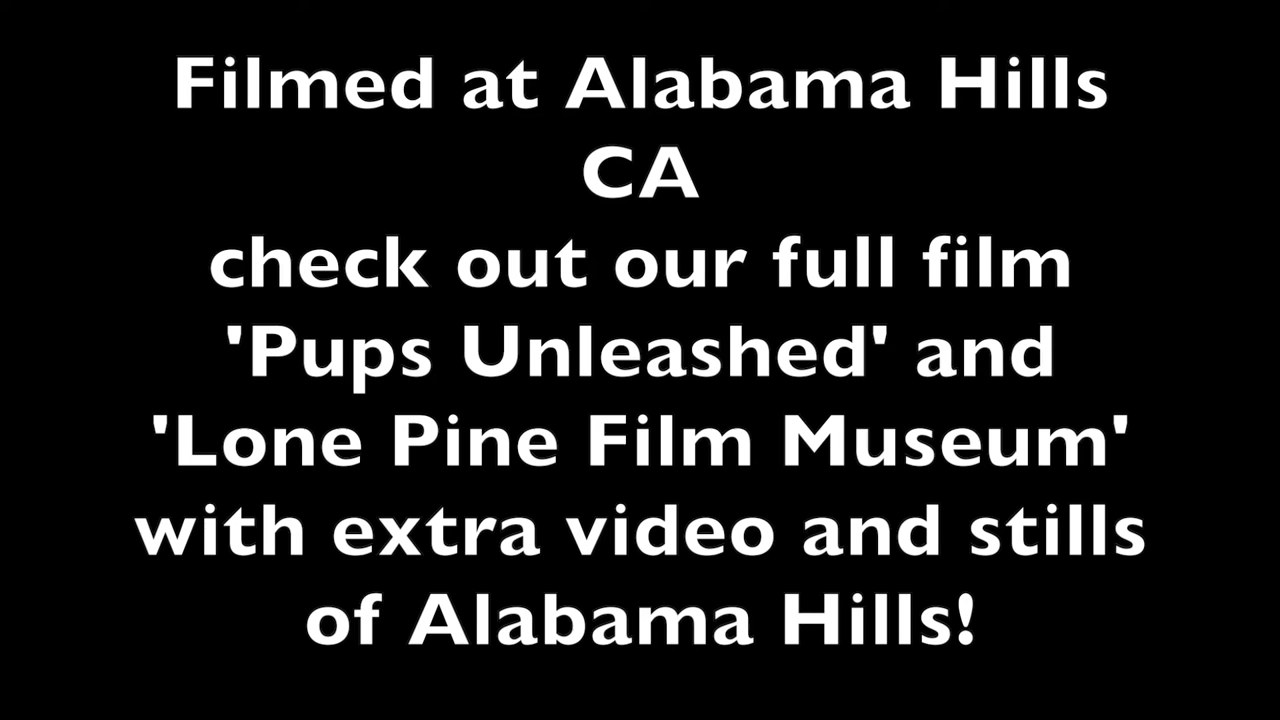 Filmed at Alabama Hills
CA
check out our full film
'Pups Unleashed' and
'Lone Pine Film Museum'
with extra video and stills
of Alabama Hills!